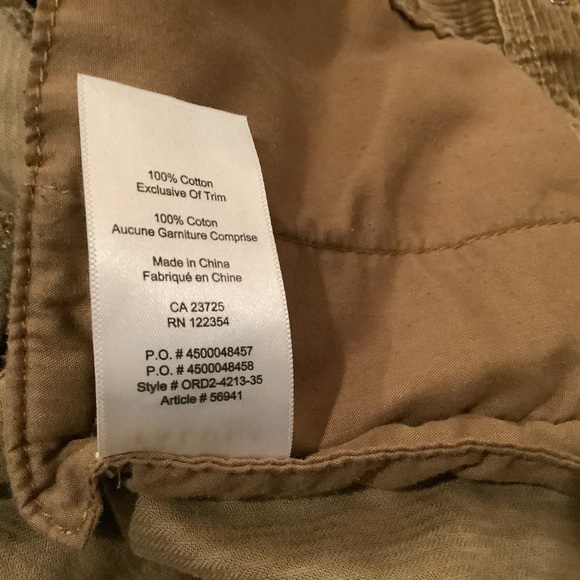 100% Cotton
Exclusive Of Trim
100% Coton
Aucune Garniture Comprise
Made in China
Fabriqué en Chine
CA 23725
RN 122354
P.O. # 4500048457
P.O. # 4500048458
Style # ORD2-4213-35
Article # 56941